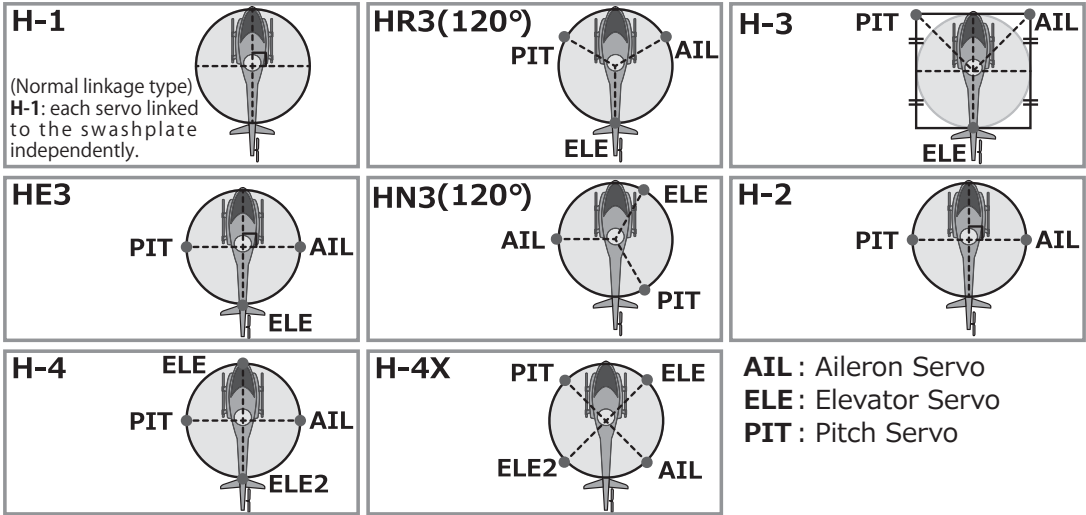 H-1
(Normal linkage type)
H-1: each servo linked
to the swashplate
independently.
HR3(120°)
PIT
AIL
ELE
H-3
PIT
AIL
ELE
HE3
PIT
AIL
ELE
HN3(120°)
ELE
AIL
PIT
H-2
PIT
AIL
H-4
ELE
PIT
AIL
ELE2
H-4X
PIT
ELE
ELE2
AIL
AIL : Aileron Servo
ELE : Elevator Servo
PIT : Pitch Servo